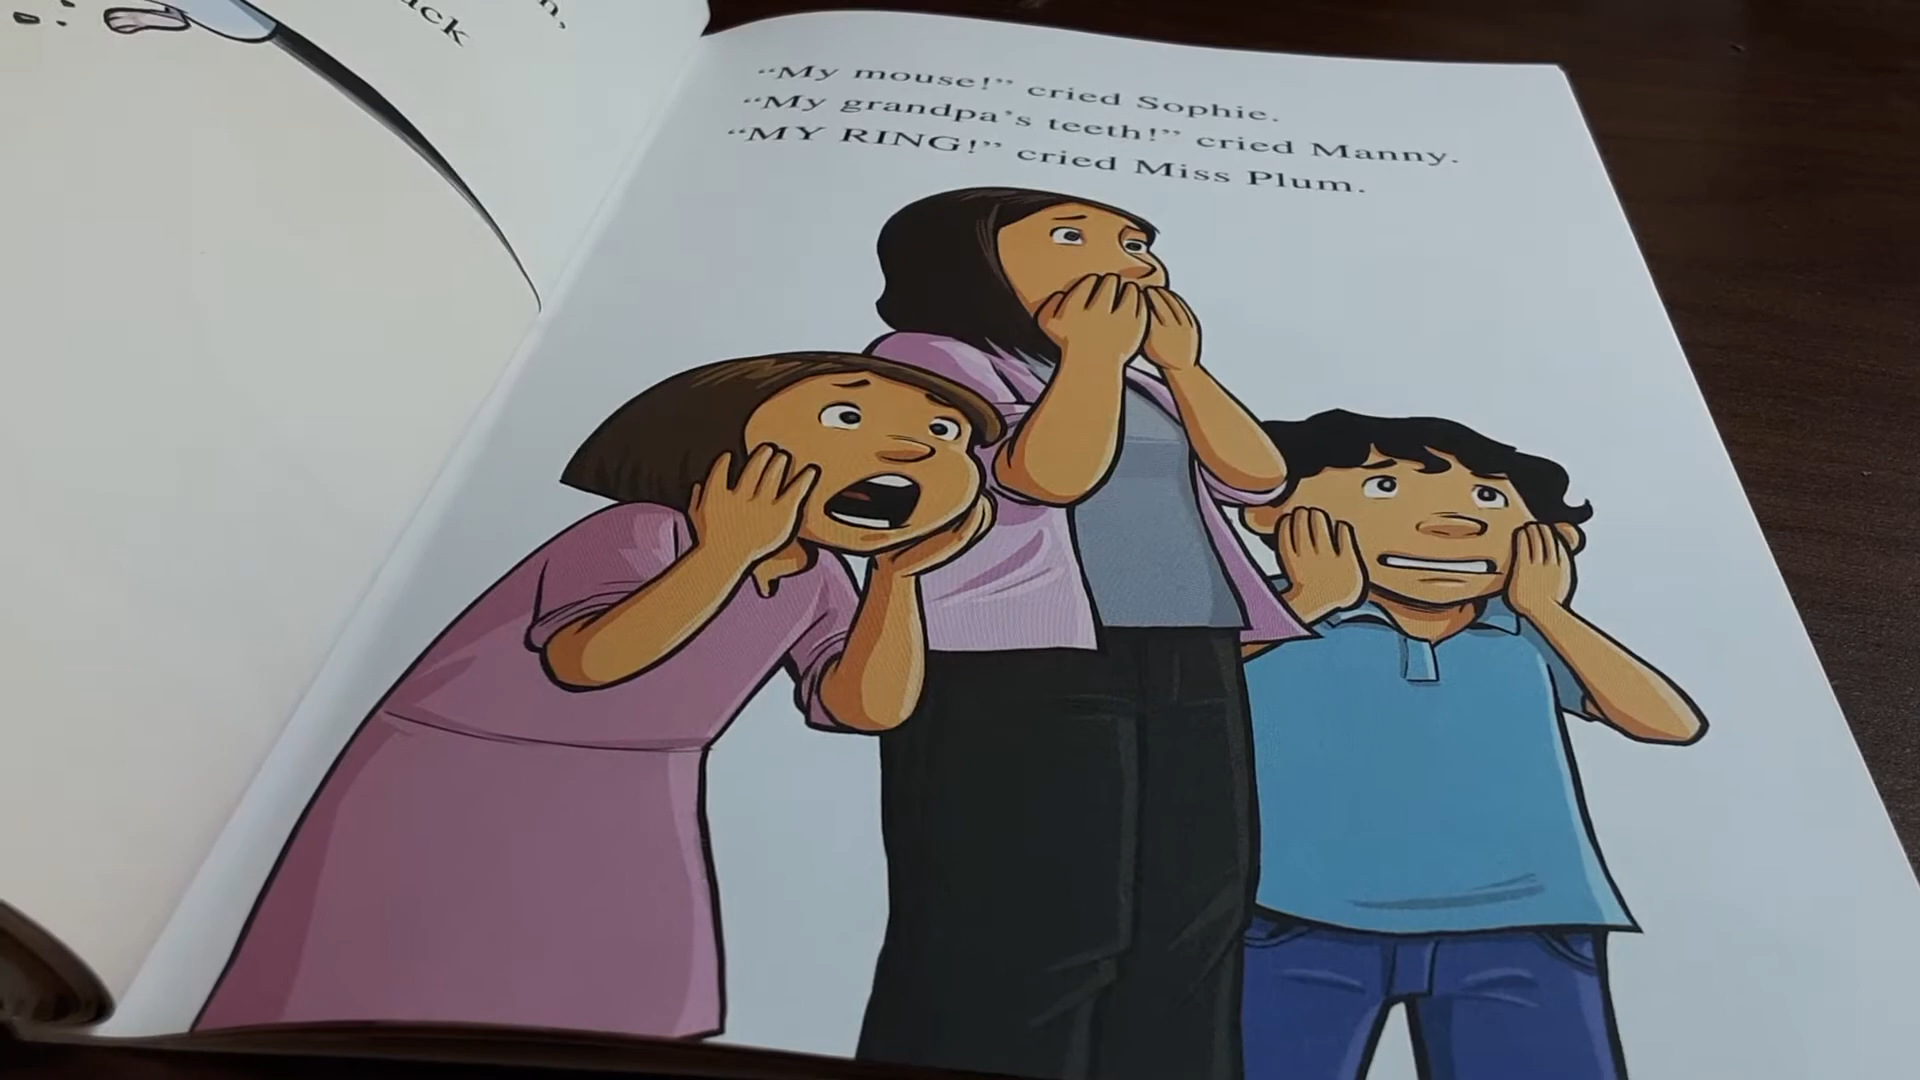 “My mouse!” cried Sophie.
“My grandpa’s teeth!” cried Manny.
“MY RING!” cried Miss Plum.